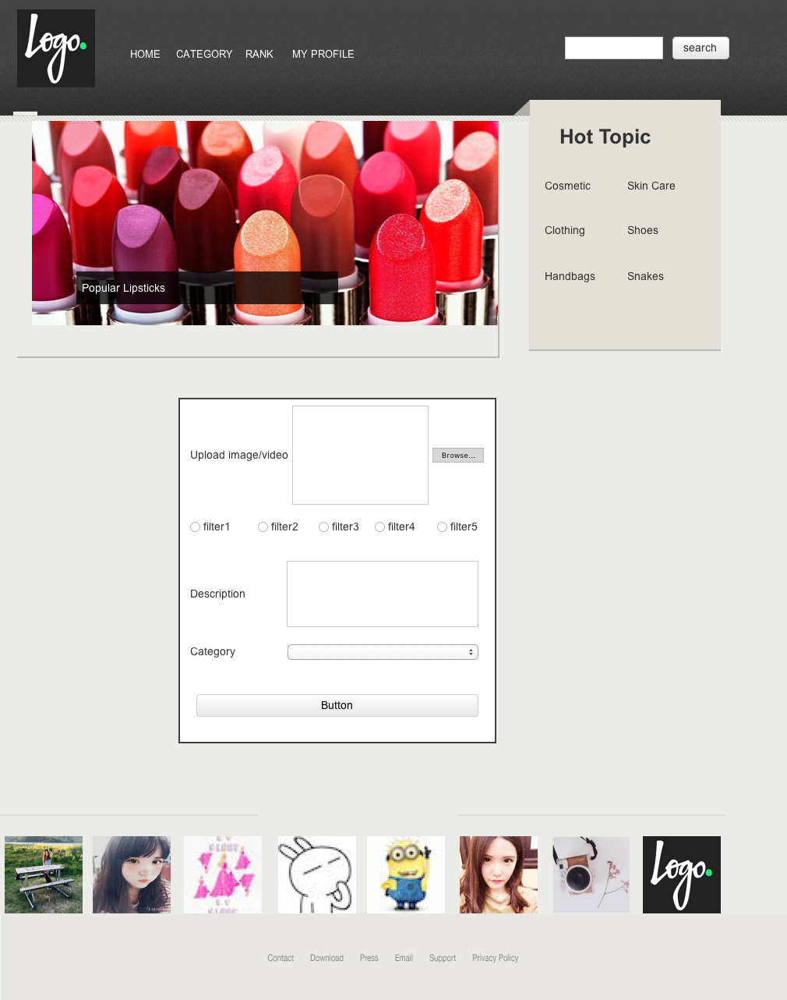 Logo.
HOME CATEGORY RANK MY PROFILE
search
Hot Topic
Cosmetic Skin Care
Clothing Shoes
Handbags Snakes
Popular Lipsticks
Upload image/video
Browse...
filter1 filter2 filter3 filter4 filter5
Description
Category
Button
Logo.
Contact Download Press Email Support Privacy Policy